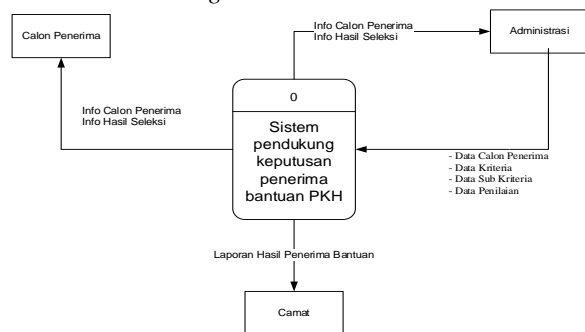 Calon Penerima
Info Calon Penerima
Info Hasil Seleksi
Administrasi
Info Calon Penerima
Info Hasil Seleksi
0
Sistem
pendukung
keputusan
penerima
bantuan PKH
- Data Calon Penerima
- Data Kriteria
- Data Sub Kriteria
- Data Penilaian
Laporan Hasil Penerima Bantuan
Camat